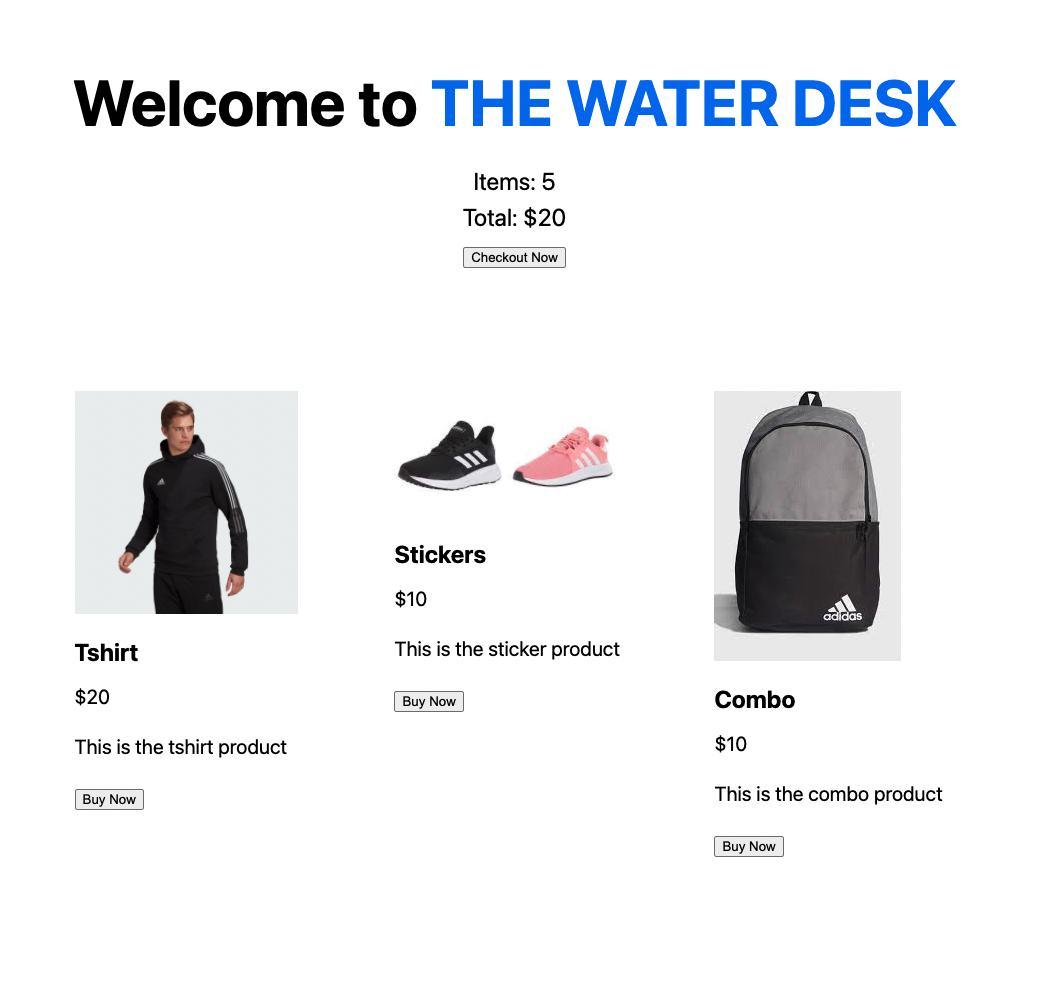 Welcome to THE WATER DESK
Items: 5
Total: $20
Checkout Now
Tshirt
$20
This is the tshirt product
Buy Now
Stickers
$10
This is the sticker product
Buy Now
adidas
Combo
$10
This is the combo product
Buy Now